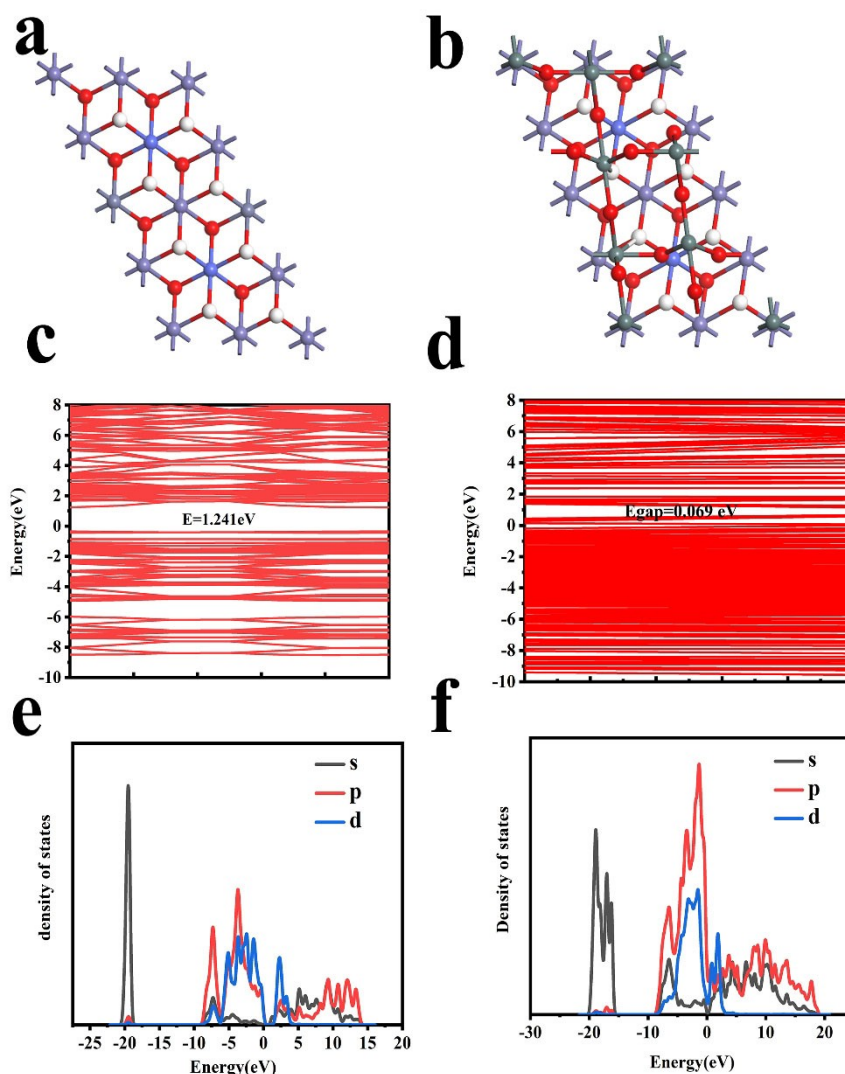 a
b
c
d
8
6
4
2
0
-2
-4
-6
-8
-10
Energy(eV)
E=1.241eV
8
6
4
2
0
-2
-4
-6
-8
-10
Energy(eV)
Egap=0.069 eV
e
f
s
p
d
density of states
-25 -20 -15 -10 -5 0 5 10 15 20
Energy(eV)
s
p
d
Density of states
-30 -20 -10 0 10 20
Energy(eV)